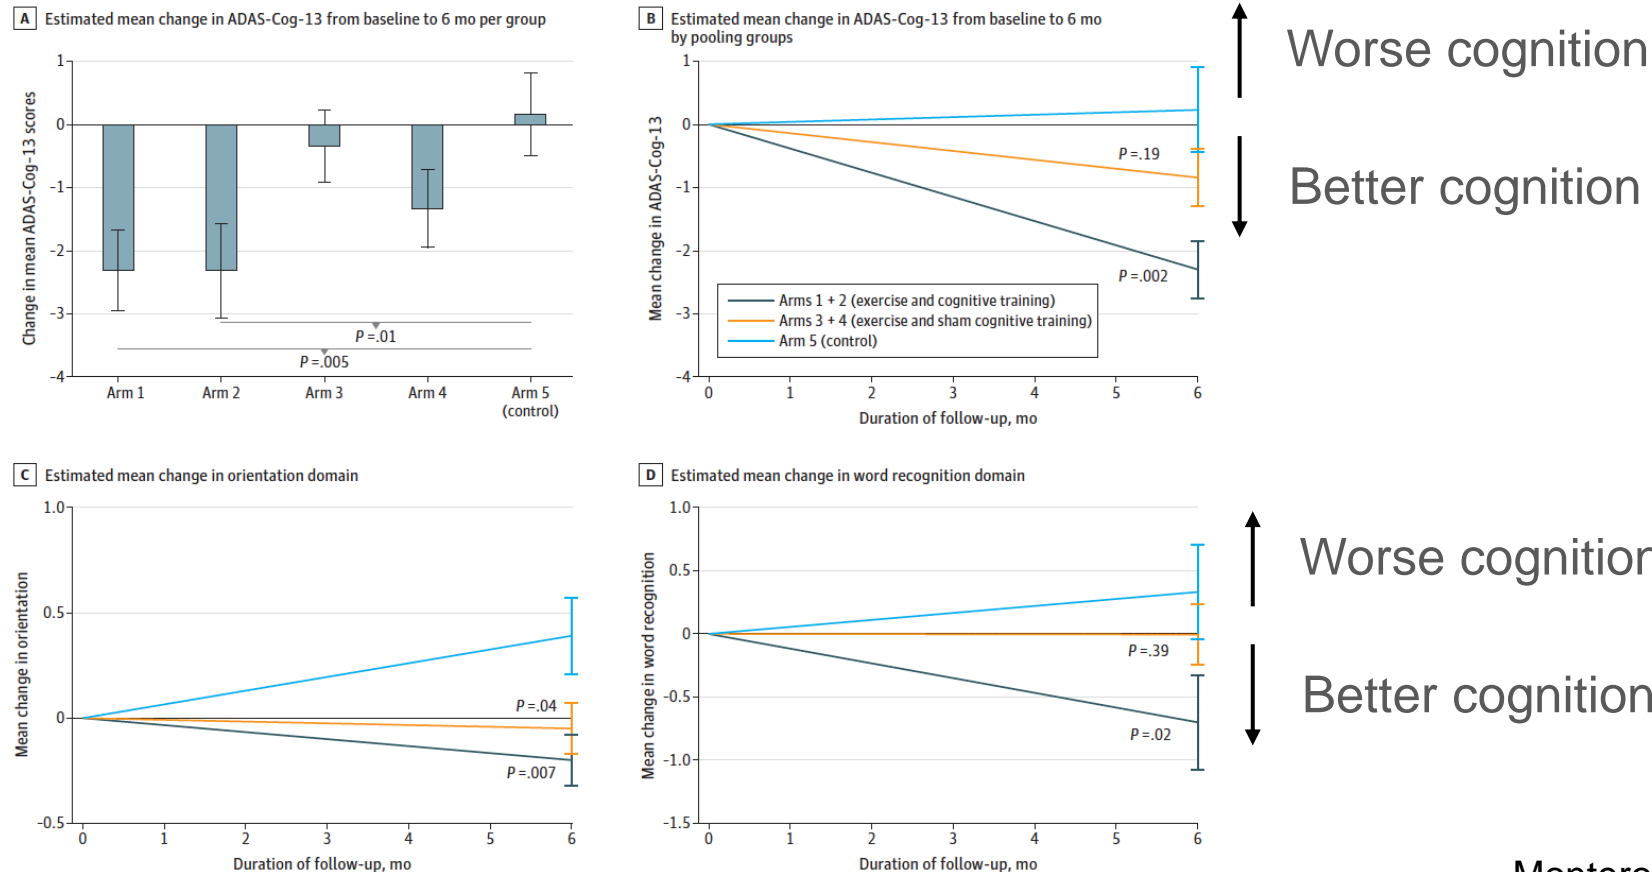 A Estimated mean change in ADAS-Cog-13 from baseline to 6 mo per group
Change in mean ADAS-Cog-13 scores
1
0
-1
-2
-3
-4
P =.01
P =.005
Arm 1
Arm 2
Arm 3
Arm 4
Arm 5
(control)
B Estimated mean change in ADAS-Cog-13 from baseline to 6 mo
by pooling groups
Mean change in ADAS-Cog-13
1
0
-1
-2
-3
-4
P =.19
P =.002
Arms 1 + 2 (exercise and cognitive training)
Arms 3 + 4 (exercise and sham cognitive training)
Arm 5 (control)
0 1 2 3 4 5 6
Duration of follow-up, mo
Worse cognition
Better cognition
C Estimated mean change in orientation domain
Mean change in orientation
1.0
0.5
0
-0.5
P =.04
P =.007
0 1 2 3 4 5 6
Duration of follow-up, mo
D Estimated mean change in word recognition domain
Mean change in word recognition
1.0
0.5
0
-0.5
-1.0
-1.5
P =.39
P =.02
0 1 2 3 4 5 6
Duration of follow-up, mo
Worse cognition
Better cognition